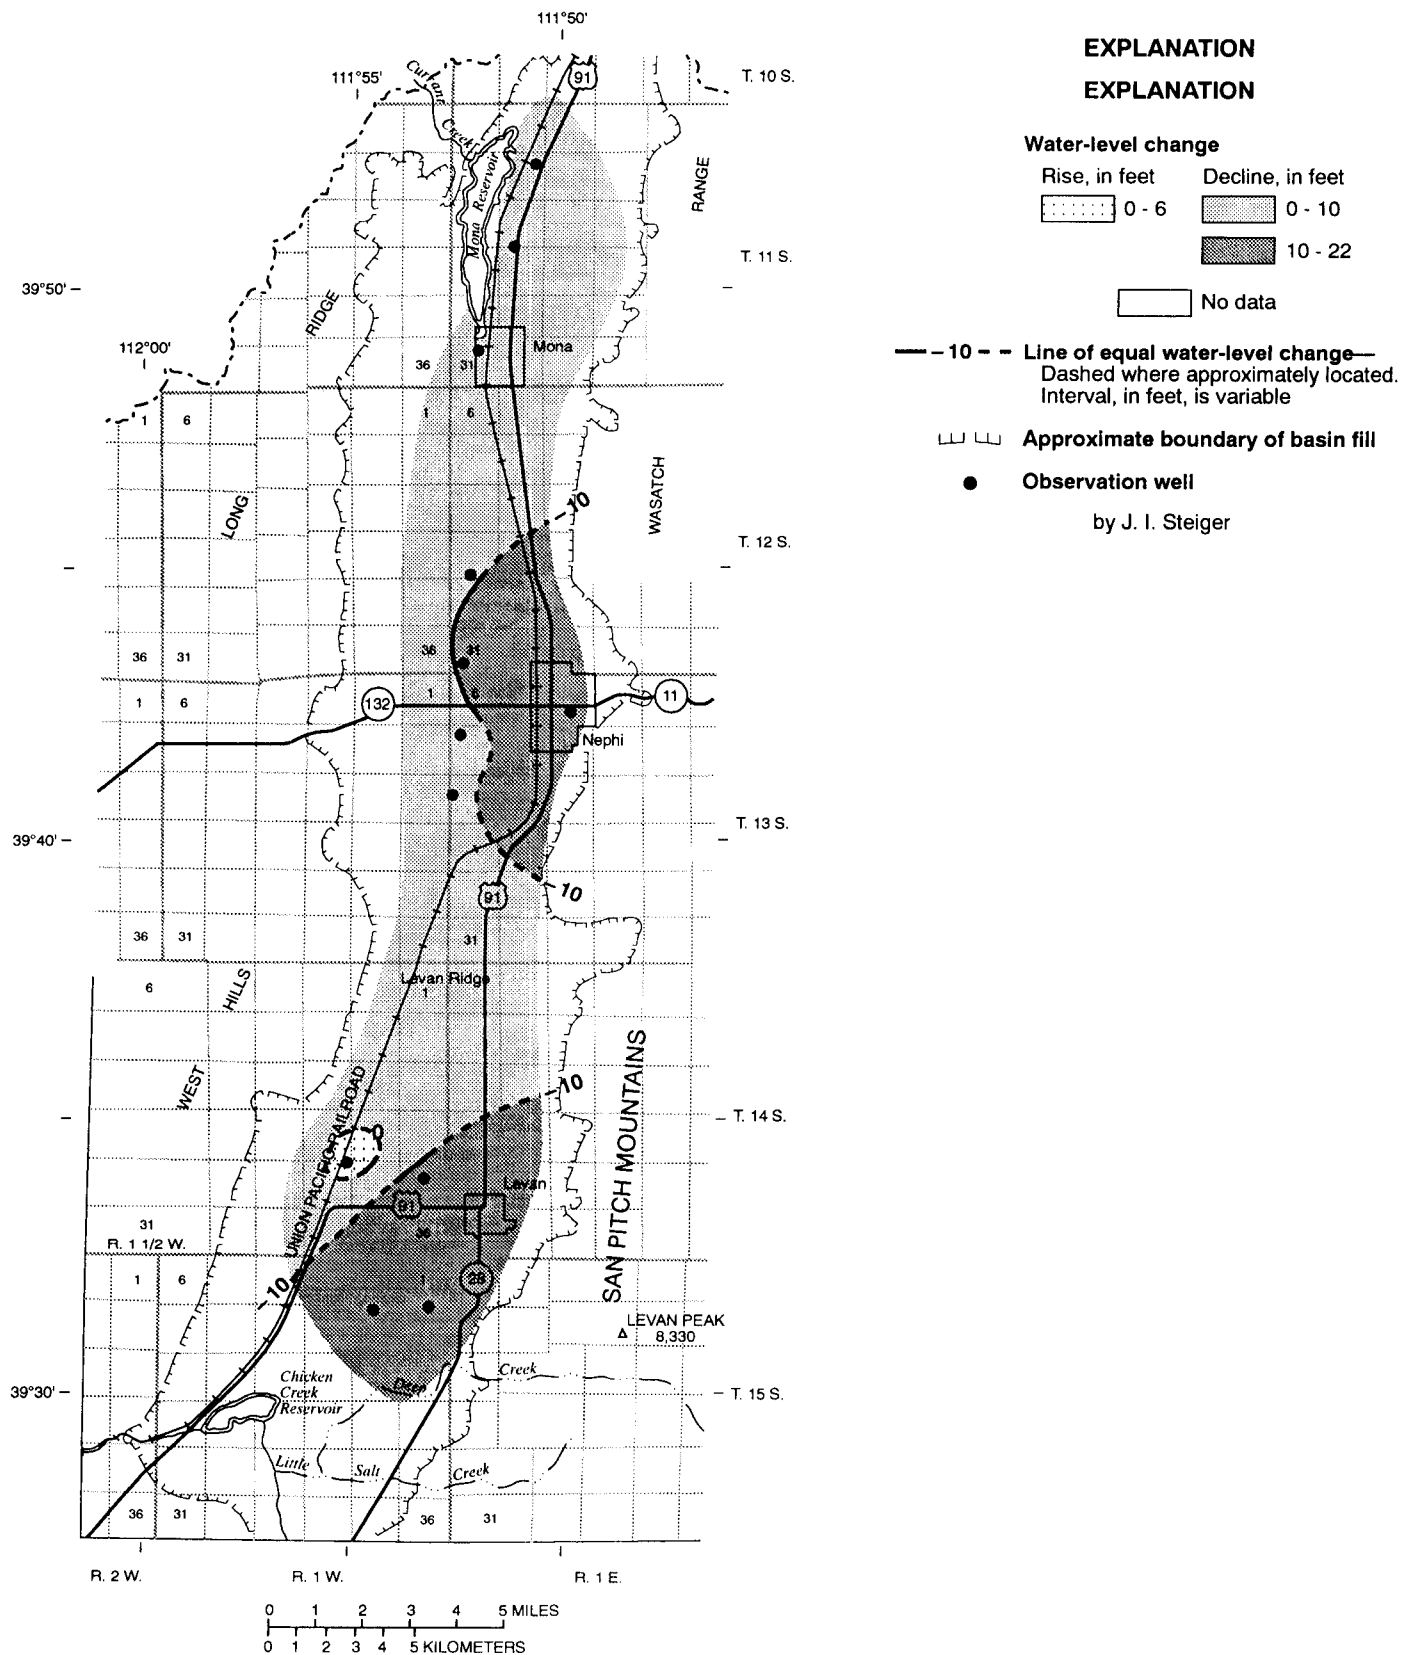 111°50'
111°55'
91
T. 10 S.
Currant
Creek
Mona Reservoir
RANGE
T. 11 S.
39°50'
RIDGE
112°00'
Mona
36
31
1
6
1
6
LONG
WASATCH
–10
T. 12 S.
36
31
36
31
1
6
1
6
132
11
Nephi
39°40'
T. 13 S.
–10
91
36
31
31
6
HILLS
Levan Ridge
1
WEST
UNION PACIFIC RAILROAD
–10
T. 14 S.
0
SAN PITCH MOUNTAINS
Levan
91
31
36
R. 1 1/2 W.
1
6
1
28
–10
LEVAN PEAK
8,330
Chicken
Creek
Reservoir
Deep
Creek
39°30'
T. 15 S.
Little
Salt
Creek
36
31
36
31
R. 2 W.
R. 1 W.
R. 1 E.
0 1 2 3 4 5 MILES
0 1 2 3 4 5 KILOMETERS
EXPLANATION
EXPLANATION
Water-level change
Rise, in feet
Decline, in feet
0 - 6
0 - 10
10 - 22
No data
–10
Line of equal water-level change—
Dashed where approximately located.
Interval, in feet, is variable
Approximate boundary of basin fill
Observation well
by J. I. Steiger